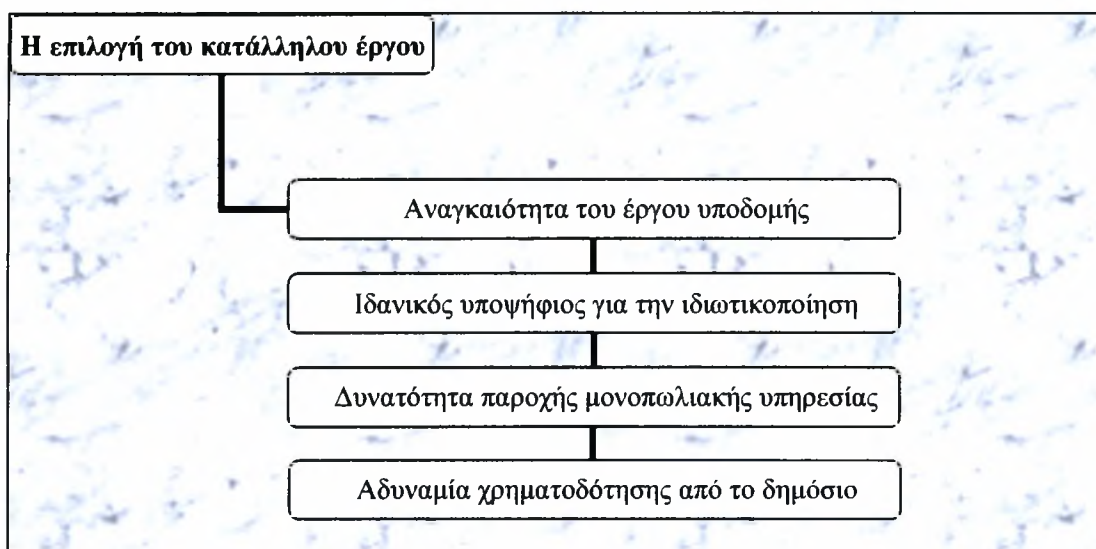 Η επιλογή του κατάλληλου έργου
Αναγκαιότητα του έργου υποδομής
Ιδανικός υποψήφιος για την ιδιωτικοποίηση
Δυνατότητα παροχής μονοπωλιακής υπηρεσίας
Αδυναμία χρηματοδότησης από το δημόσιο